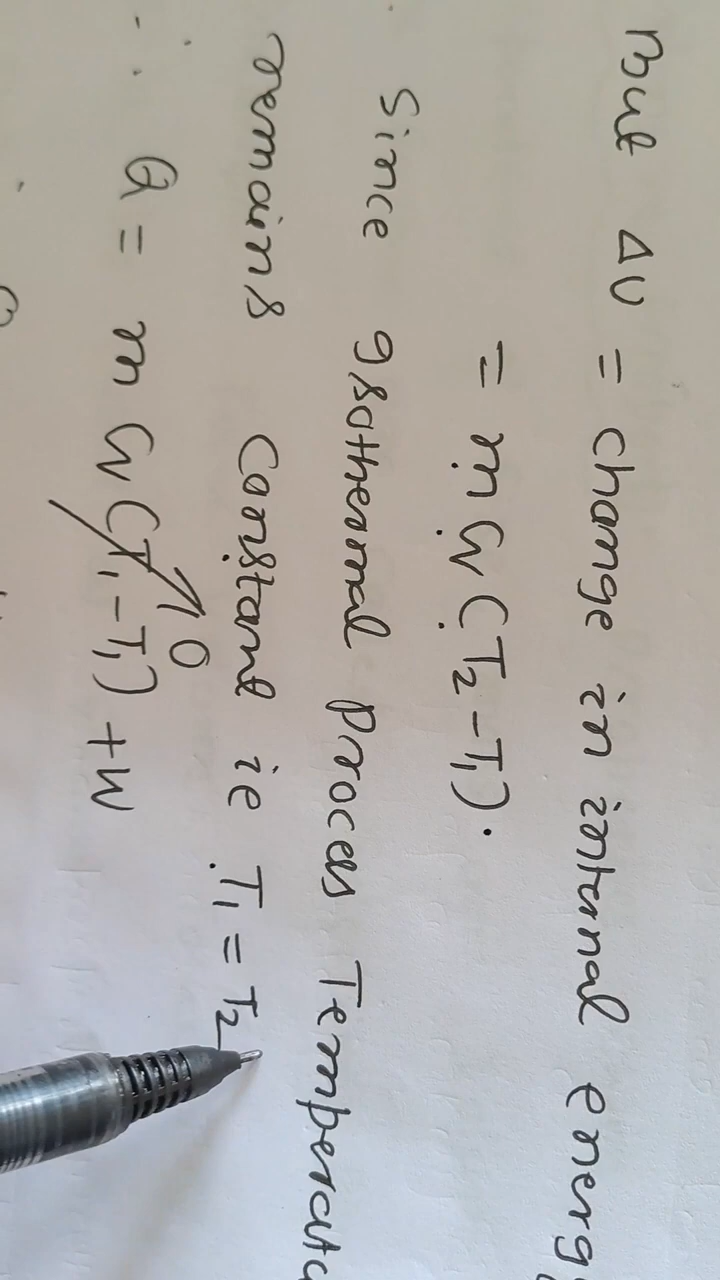 But ΔU = change in internal energy
= m Cv (T₂ - T₁).
Since Isothermal Process Temperatu
remains Constant ie T₁ = T₂
∴ Q = m Cv (T₁ - T₁) + W
0